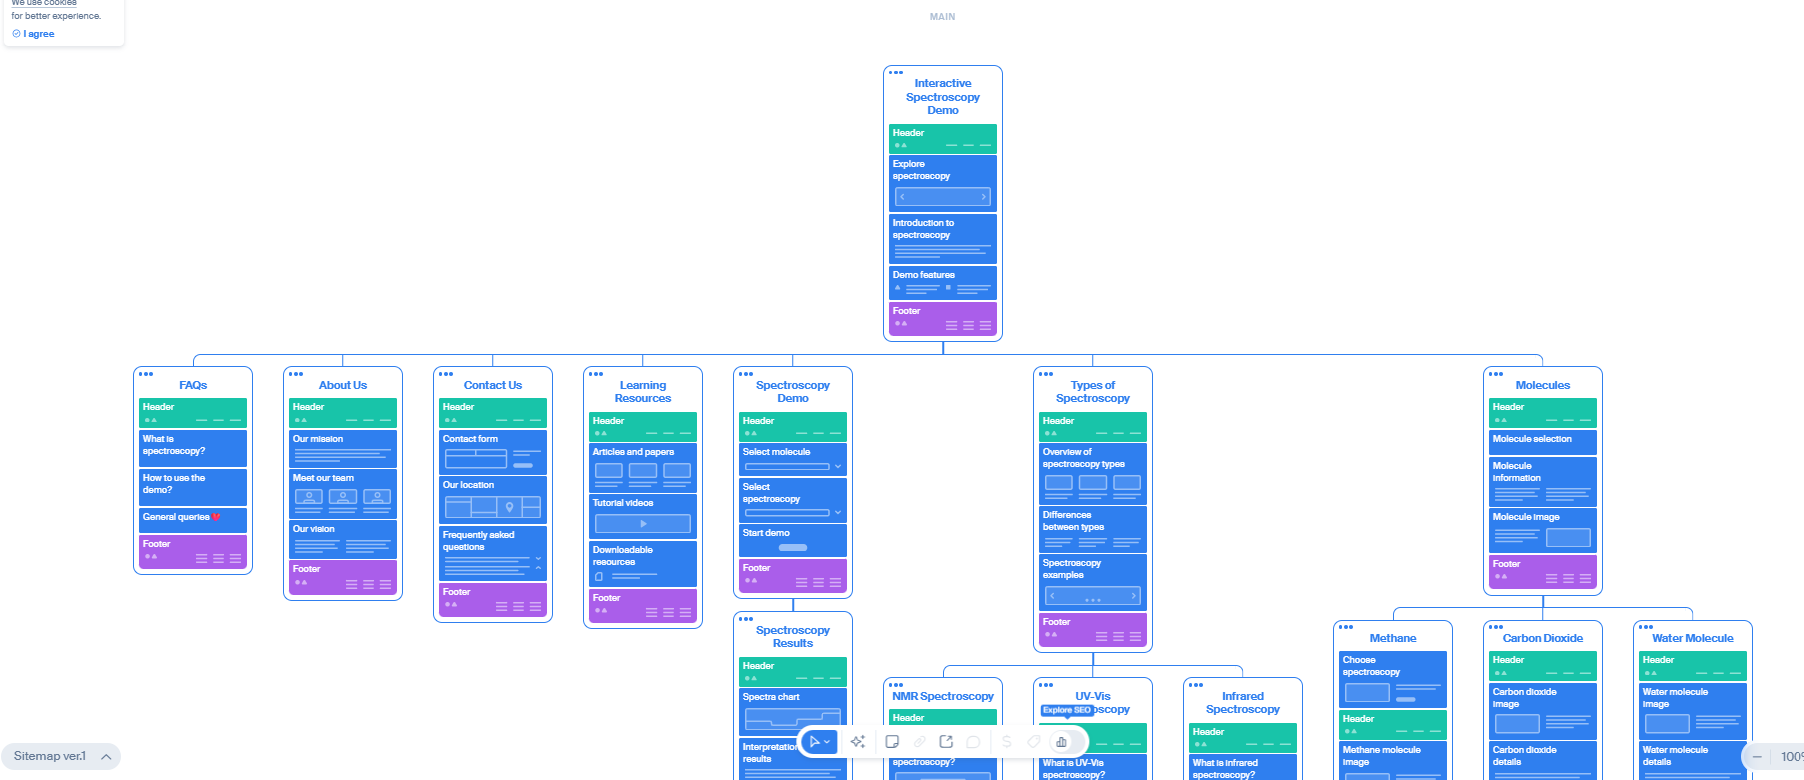 We use cookies
for better experience.
I agree
MAIN
Interactive
Spectroscopy
Demo
Header
Explore
spectroscopy
Introduction to
spectroscopy
Demo features
Footer
FAQs
Header
What is
spectroscopy?
How to use the
demo?
General queries
Footer
About Us
Header
Our mission
Meet our team
Our vision
Footer
Contact Us
Header
Contact form
Our location
Frequently asked
questions
Footer
Learning
Resources
Header
Articles and papers
Tutorial videos
Downloadable
resources
Footer
Spectroscopy
Demo
Header
Select molecule
Select
spectroscopy
Start demo
Footer
Spectroscopy
Results
Header
Spectra chart
Interpretation
results
Types of
Spectroscopy
Header
Overview of
spectroscopy types
Differences
between types
Spectroscopy
examples
Footer
NMR Spectroscopy
Header
spectroscopy?
UV-Vis
oscopy
Explore SEO
What is UV-Vis
spectroscopy?
Infrared
Spectroscopy
Header
What is infrared
spectroscopy?
Molecules
Header
Molecule selection
Molecule
information
Molecule image
Footer
Methane
Choose
spectroscopy
Header
Methane molecule
image
Carbon Dioxide
Header
Carbon dioxide
image
Carbon dioxide
details
Water Molecule
Header
Water molecule
image
Water molecule
details
Sitemap ver.1
100%